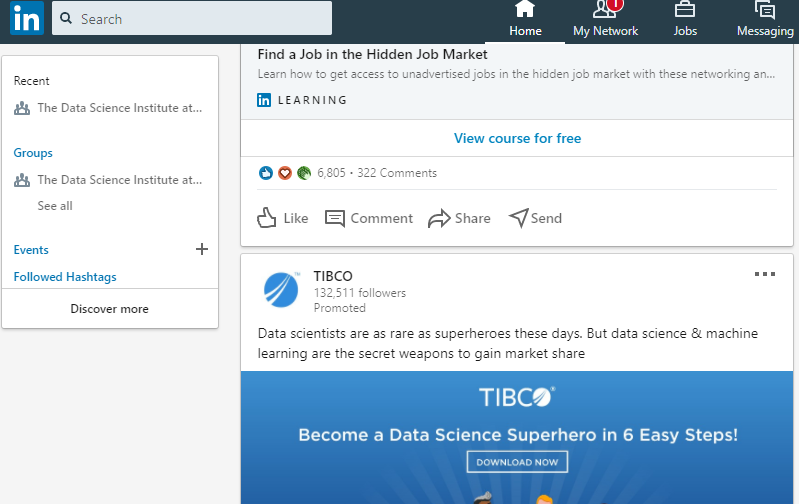 in Search
1
Home My Network Jobs Messaging
Recent
The Data Science Institute at...
Groups
The Data Science Institute at...
See all
Events
Followed Hashtags
Discover more
Find a Job in the Hidden Job Market
Learn how to get access to unadvertised jobs in the hidden job market with these networking an...
in LEARNING
View course for free
6,805 · 322 Comments
Like Comment Share Send
TIBCO
132,511 followers
Promoted
Data scientists are as rare as superheroes these days. But data science & machine
learning are the secret weapons to gain market share
TIBCO®
Become a Data Science Superhero in 6 Easy Steps!
DOWNLOAD NOW